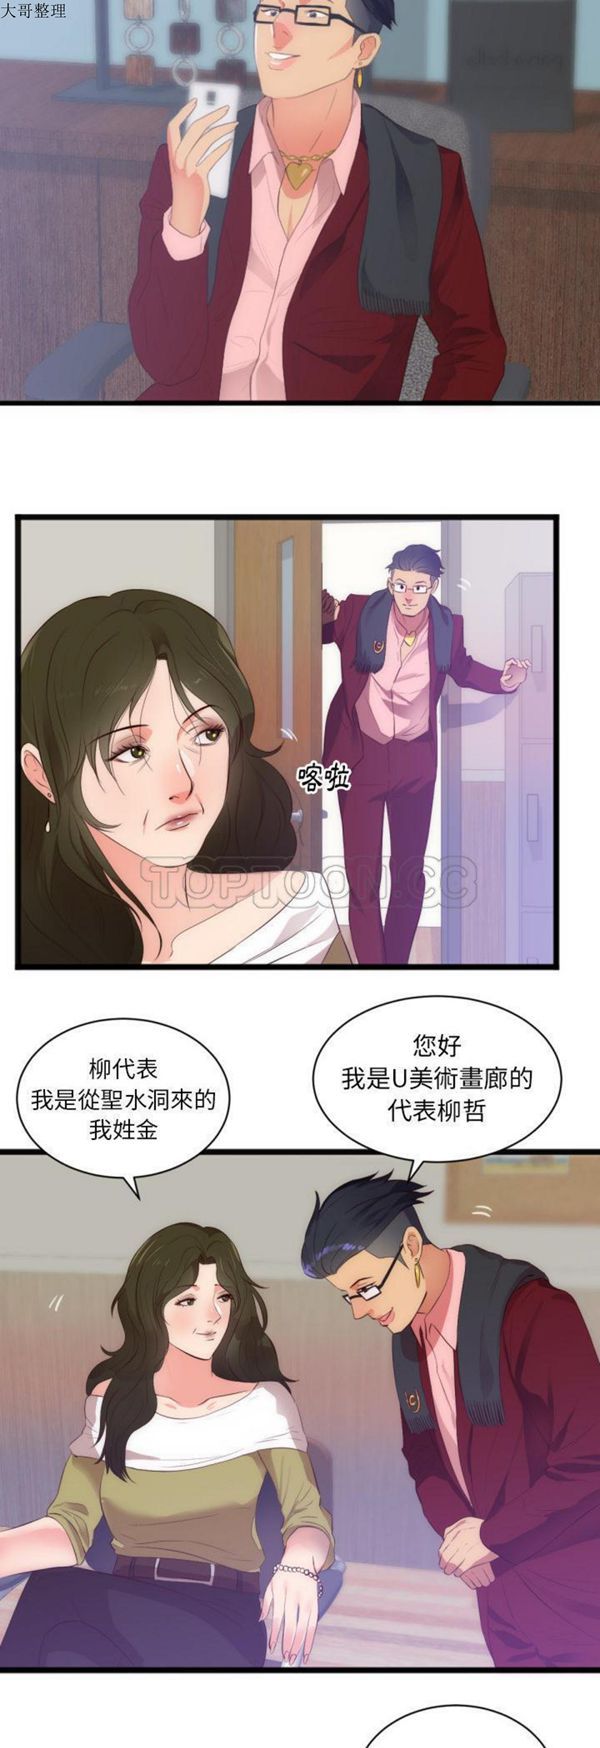 大哥整理
喀啦
TOPTOON.CC
柳代表
我是從聖水洞來的
我姓金
您好
我是U美術畫廊的
代表柳哲